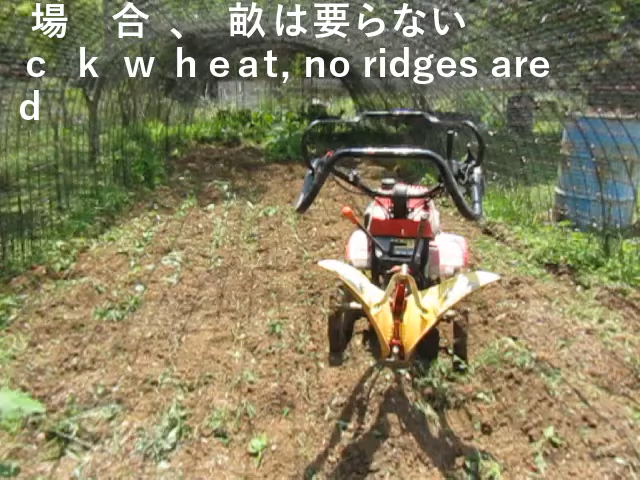 場 合 、 畝は要らない
c k w h eat, no ridges are
d